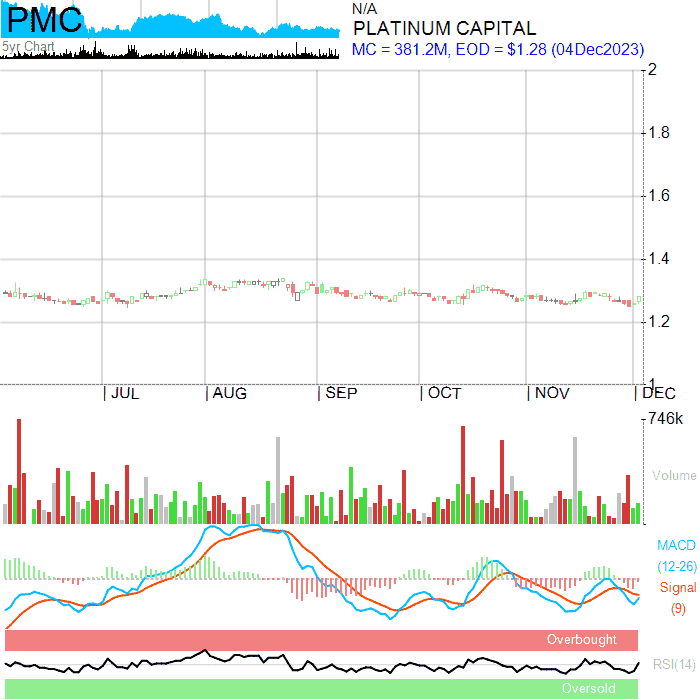 PMC
5yr Chart
N/A
PLATINUM CAPITAL
MC = 381.2M, EOD = $1.28 (04Dec2023)
2
1.8
1.6
1.4
1.2
1
JUL AUG SEP OCT NOV DEC
746k
Volume
MACD
(12-26)
Signal
(9)
Overbought
RSI(14)
Oversold